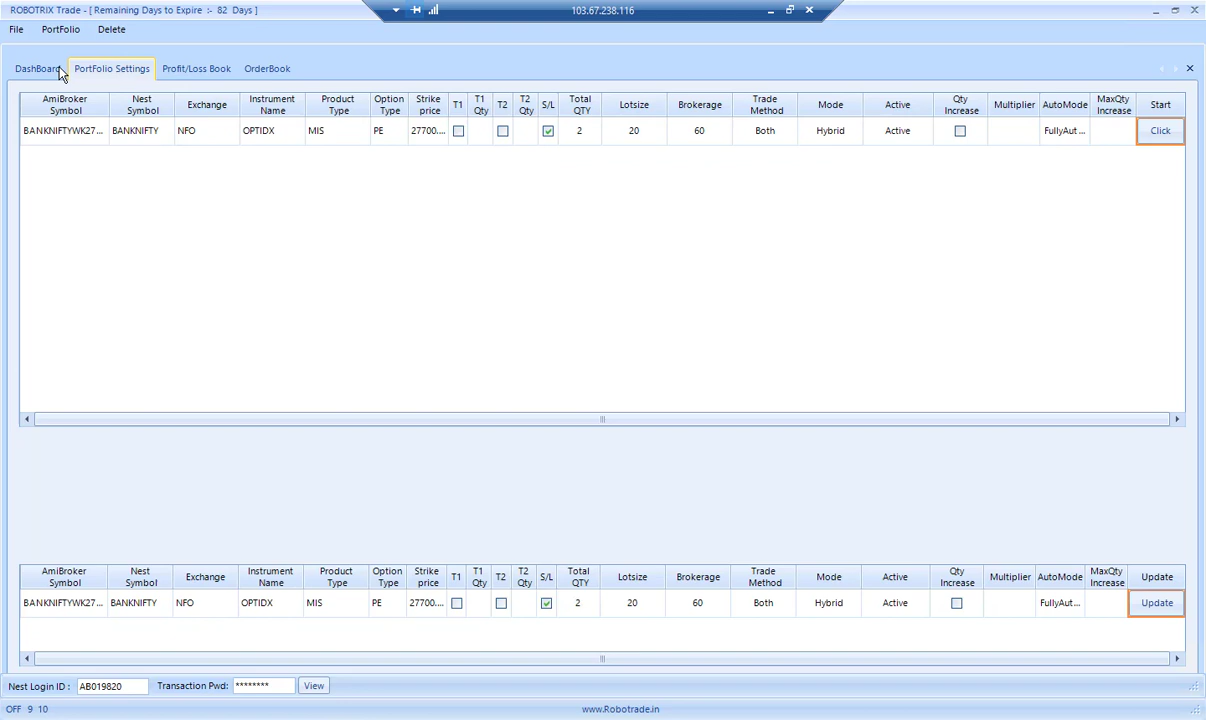 ROBOTRIX Trade - [ Remaining Days to Expire :- 82 Days ]
103.67.238.116
File PortFolio Delete
DashBoard PortFolio Settings Profit/Loss Book OrderBook
AmiBroker Symbol Nest Symbol Exchange Instrument Name Product Type Option Type Strike price T1 T1 Qty T2 T2 Qty S/L Total QTY Lotsize Brokerage Trade Method Mode Active Qty Increase Multiplier AutoMode MaxQty Increase Start
BANKNIFTYWK27... BANKNIFTY NFO OPTIDX MIS PE 27700.... 2 20 60 Both Hybrid Active FullyAut ... Click
AmiBroker Symbol Nest Symbol Exchange Instrument Name Product Type Option Type Strike price T1 T1 Qty T2 T2 Qty S/L Total QTY Lotsize Brokerage Trade Method Mode Active Qty Increase Multiplier AutoMode MaxQty Increase Update
BANKNIFTYWK27... BANKNIFTY NFO OPTIDX MIS PE 27700.... 2 20 60 Both Hybrid Active FullyAut... Update
Nest Login ID : AB019820 Transaction Pwd: ******** View
OFF 9 10 www.Robotrade.in